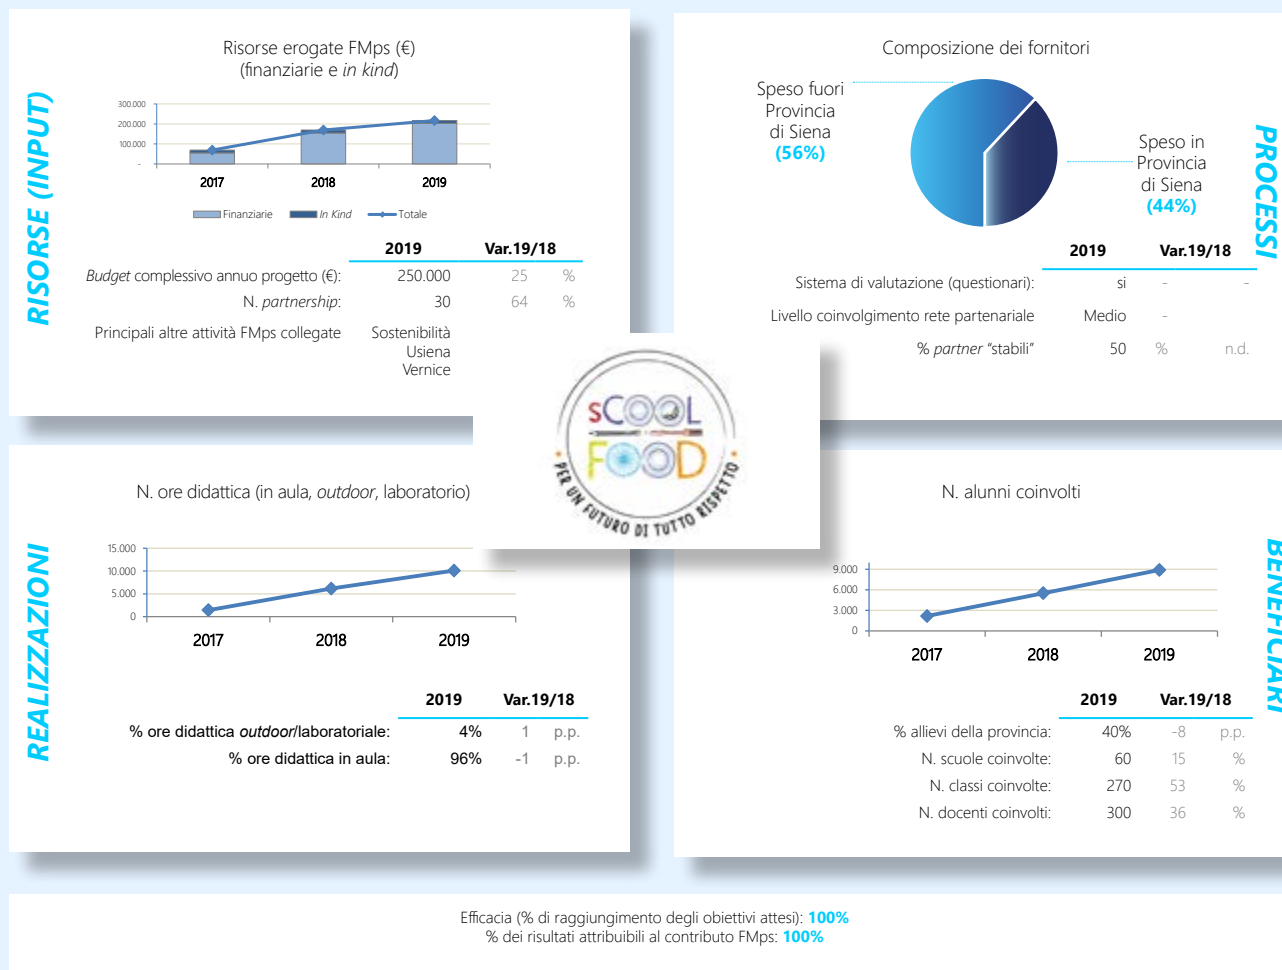 RISORSE (INPUT)
Risorse erogate FMps (€)
(finanziarie e in kind)
300.000
200.000
100.000
-
2017 2018 2019
Finanziarie In Kind Totale
2019 Var.19/18
Budget complessivo annuo progetto (€): 250.000 25 %
N. partnership: 30 64 %
Principali altre attività FMps collegate Sostenibilità
Usiena
Vernice
PROCESSI
Composizione dei fornitori
Speso fuori
Provincia
di Siena
(56%)
Speso in
Provincia
di Siena
(44%)
2019 Var.19/18
Sistema di valutazione (questionari): si - -
Livello coinvolgimento rete partenariale Medio -
% partner “stabili” 50 % n.d.
sCOOL
FOOD
• PER UN FUTURO DI TUTTO RISPETTO •
REALIZZAZIONI
N. ore didattica (in aula, outdoor, laboratorio)
15.000
10.000
5.000
0
2017 2018 2019
2019 Var.19/18
% ore didattica outdoor/laboratoriale: 4% 1 p.p.
% ore didattica in aula: 96% -1 p.p.
BENEFICIARI
N. alunni coinvolti
9.000
6.000
3.000
0
2017 2018 2019
2019 Var.19/18
% allievi della provincia: 40% -8 p.p.
N. scuole coinvolte: 60 15 %
N. classi coinvolte: 270 53 %
N. docenti coinvolti: 300 36 %
Efficacia (% di raggiungimento degli obiettivi attesi): 100%
% dei risultati attribuibili al contributo FMps: 100%